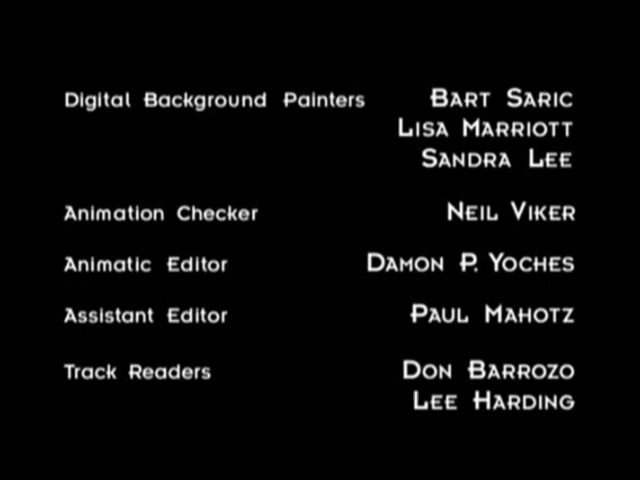 Digital Background Painters BART SARIC
LISA MARRIOTT
SANDRA LEE
Animation Checker NEIL VIKER
Animatic Editor DAMON P. YOCHES
Assistant Editor PAUL MAHOTZ
Track Readers DON BARROZO
LEE HARDING